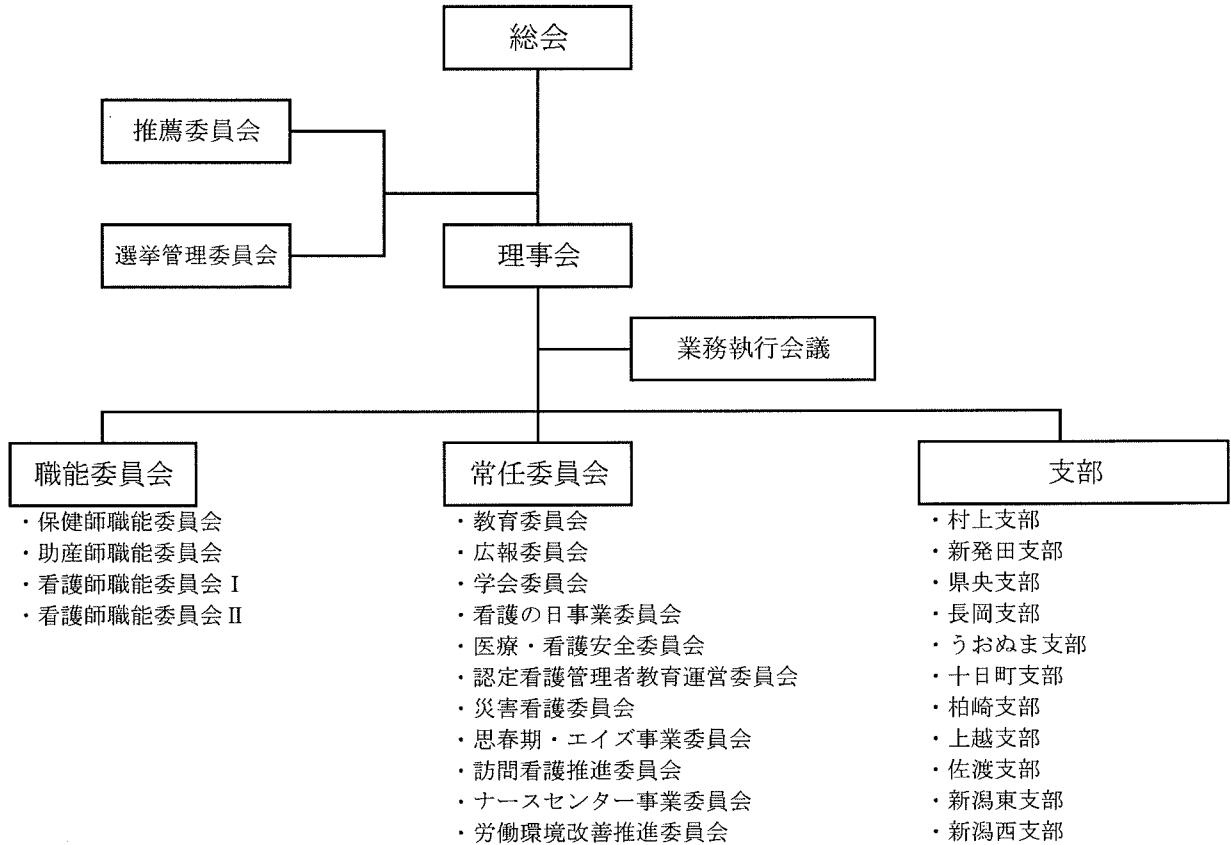 総会
推薦委員会
選挙管理委員会
理事会
業務執行会議
職能委員会
・保健師職能委員会
・助産師職能委員会
・看護師職能委員会Ⅰ
・看護師職能委員会Ⅱ
常任委員会
・教育委員会
・広報委員会
・学会委員会
・看護の日事業委員会
・医療・看護安全委員会
・認定看護管理者教育運営委員会
・災害看護委員会
・思春期・エイズ事業委員会
・訪問看護推進委員会
・ナースセンター事業委員会
・労働環境改善推進委員会
支部
・村上支部
・新発田支部
・県央支部
・長岡支部
・うおぬま支部
・十日町支部
・柏崎支部
・上越支部
・佐渡支部
・新潟東支部
・新潟西支部